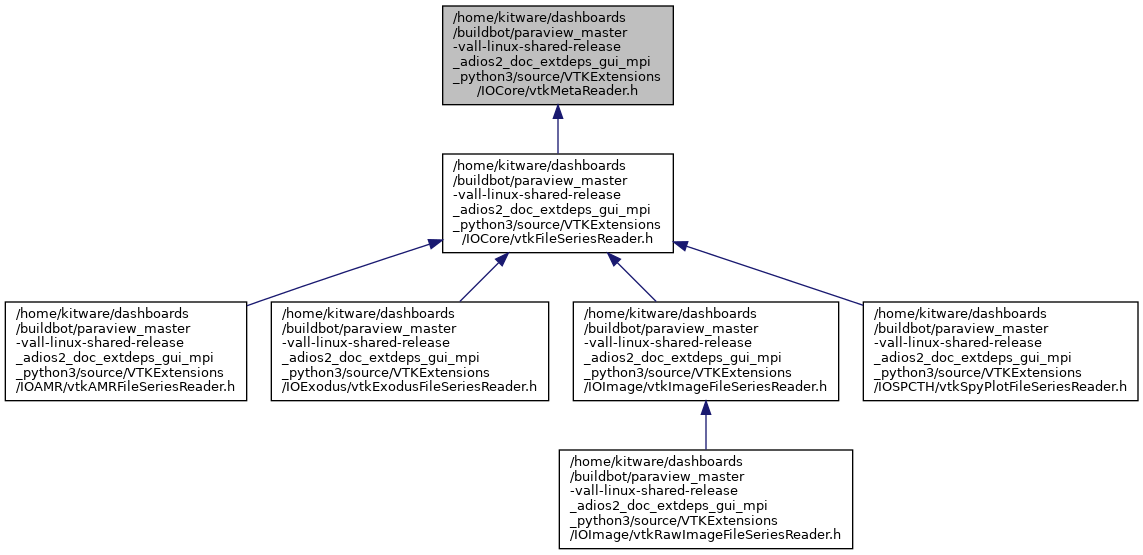 /home/kitware/dashboards
/buildbot/paraview_master
-vall-linux-shared-release
_adios2_doc_extdeps_gui_mpi
_python3/source/VTKExtensions
/IOCore/vtkMetaReader.h
/home/kitware/dashboards
/buildbot/paraview_master
-vall-linux-shared-release
_adios2_doc_extdeps_gui_mpi
_python3/source/VTKExtensions
/IOCore/vtkFileSeriesReader.h
/home/kitware/dashboards
/buildbot/paraview_master
-vall-linux-shared-release
_adios2_doc_extdeps_gui_mpi
_python3/source/VTKExtensions
/IOAMR/vtkAMRFileSeriesReader.h
/home/kitware/dashboards
/buildbot/paraview_master
-vall-linux-shared-release
_adios2_doc_extdeps_gui_mpi
_python3/source/VTKExtensions
/IOExodus/vtkExodusFileSeriesReader.h
/home/kitware/dashboards
/buildbot/paraview_master
-vall-linux-shared-release
_adios2_doc_extdeps_gui_mpi
_python3/source/VTKExtensions
/IOImage/vtkImageFileSeriesReader.h
/home/kitware/dashboards
/buildbot/paraview_master
-vall-linux-shared-release
_adios2_doc_extdeps_gui_mpi
_python3/source/VTKExtensions
/IOSPCTH/vtkSpyPlotFileSeriesReader.h
/home/kitware/dashboards
/buildbot/paraview_master
-vall-linux-shared-release
_adios2_doc_extdeps_gui_mpi
_python3/source/VTKExtensions
/IOImage/vtkRawImageFileSeriesReader.h